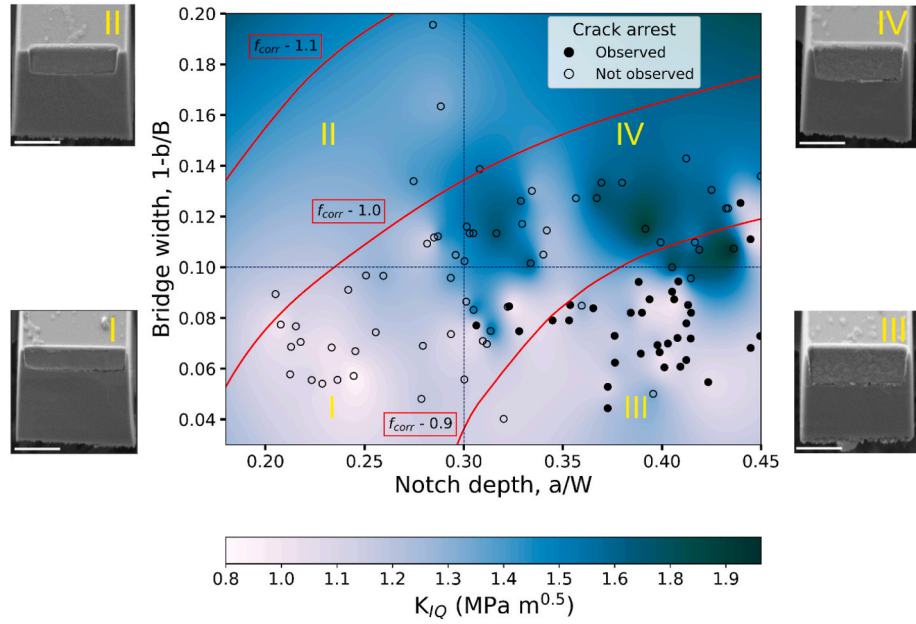 II
IV
I
III
Bridge width, 1-b/B
0.20
0.18
0.16
0.14
0.12
0.10
0.08
0.06
0.04
f_corr - 1.1
f_corr - 1.0
f_corr - 0.9
Crack arrest
Observed
Not observed
II
IV
I
III
0.20
0.25
0.30
0.35
0.40
0.45
Notch depth, a/W
0.8
1.0
1.1
1.2
1.3
1.4
1.5
1.6
1.7
1.9
K_IQ (MPa m^0.5)